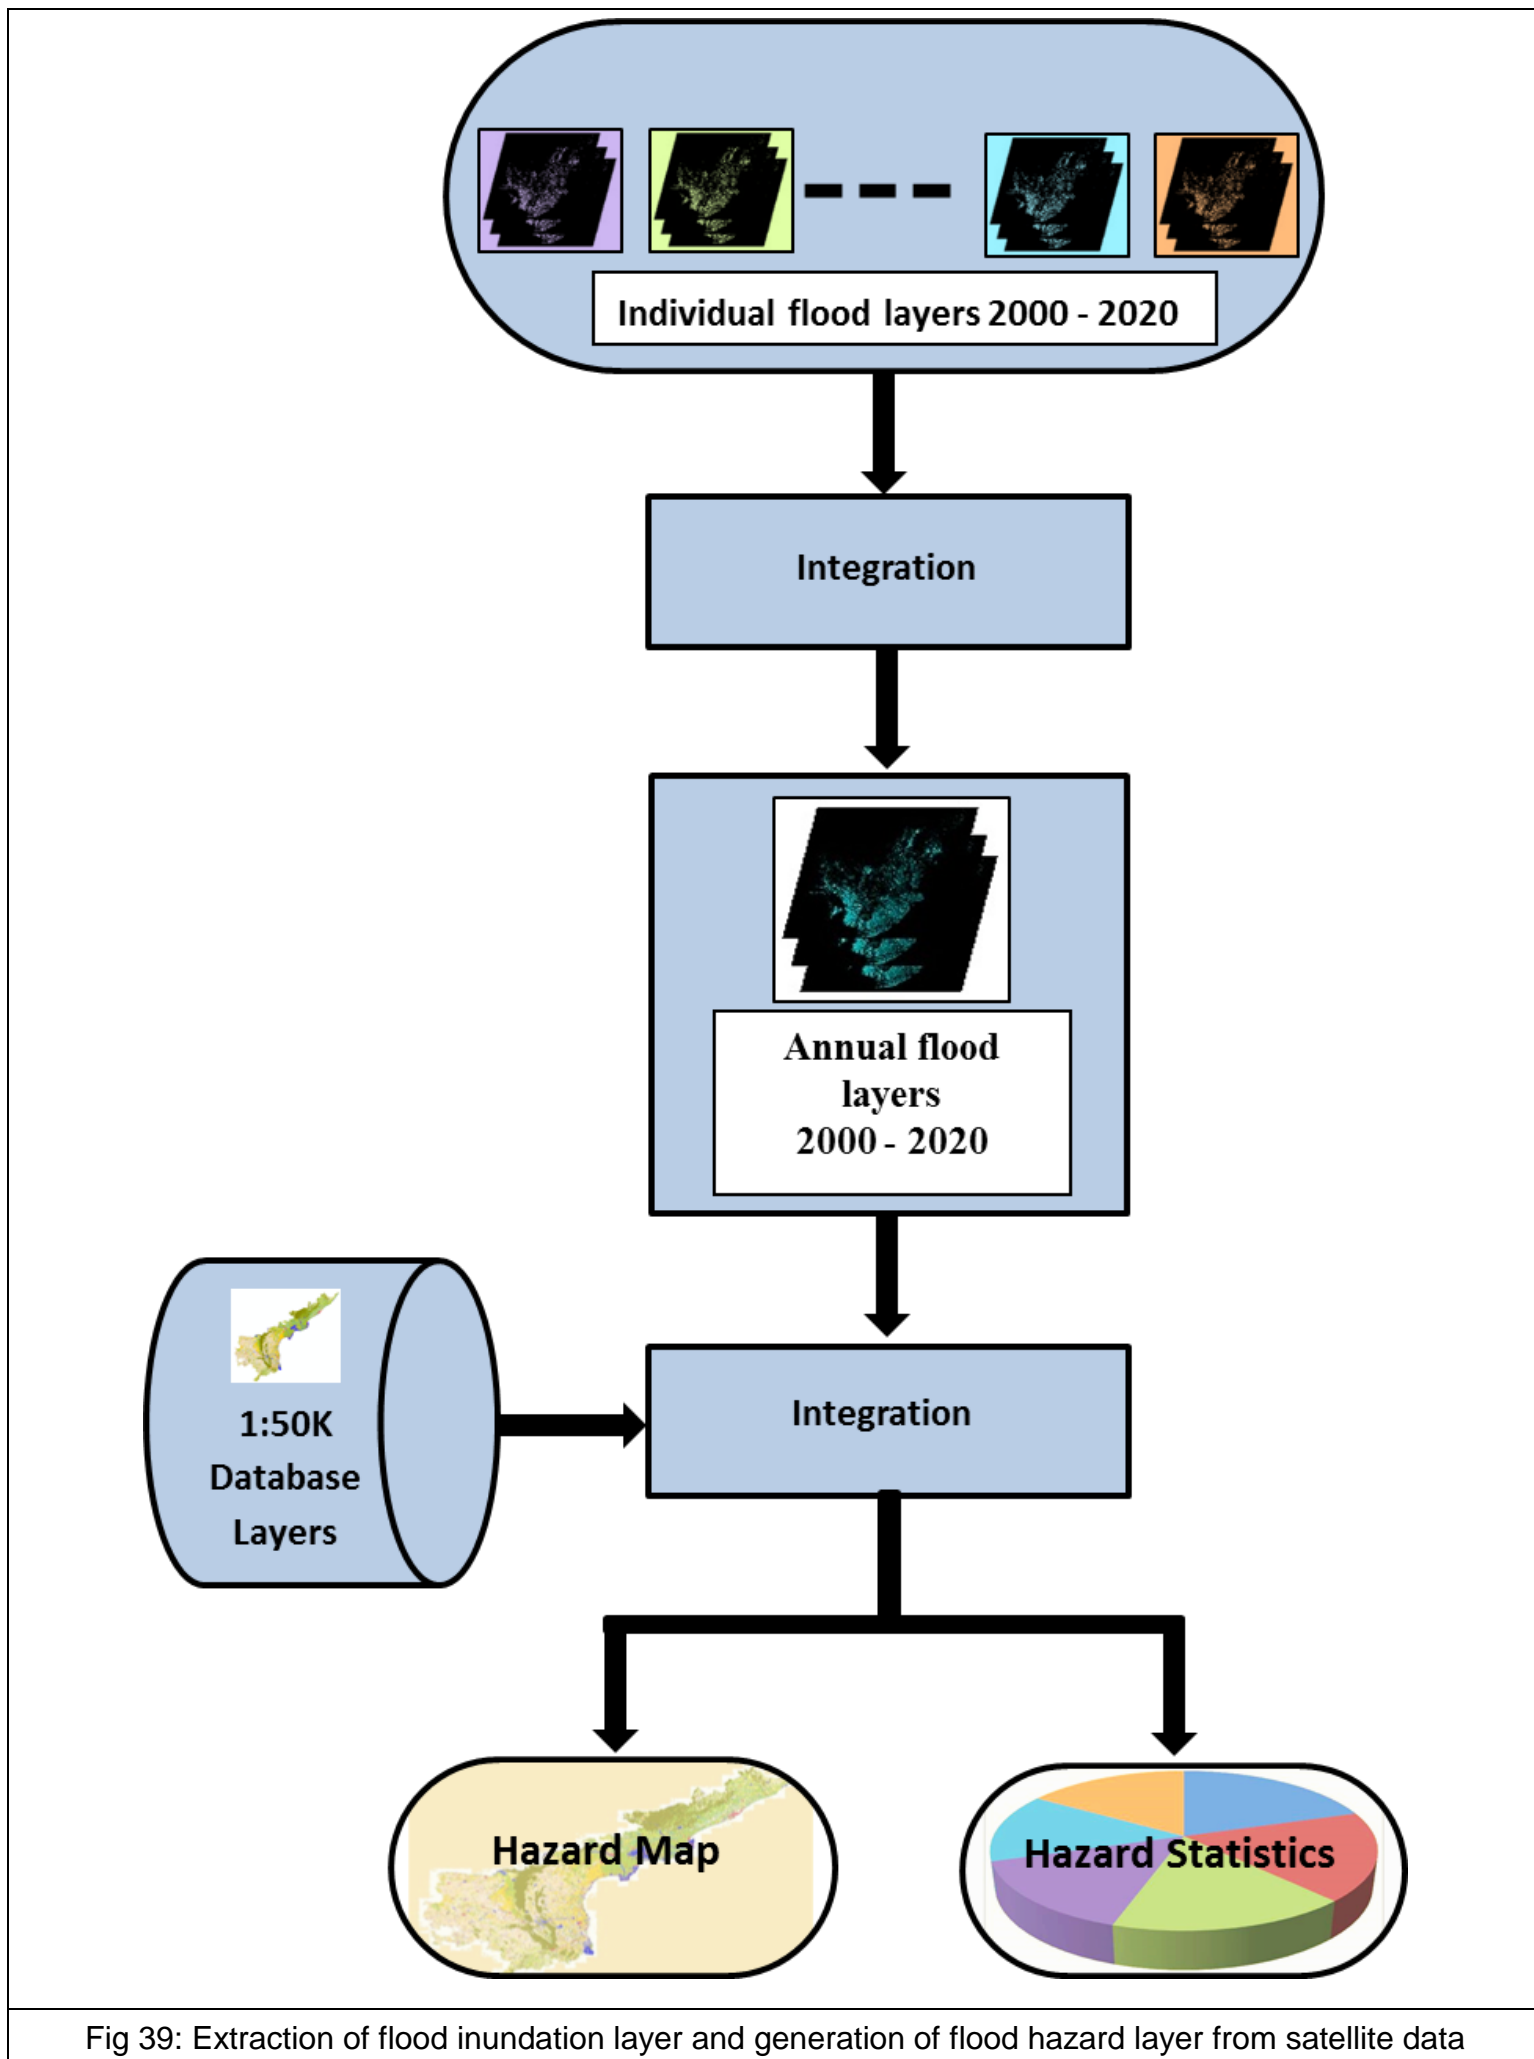 Individual flood layers 2000 - 2020
Integration
Annual flood
layers
2000 - 2020
1:50K
Database
Layers
Integration
Hazard Map
Hazard Statistics
Fig 39: Extraction of flood inundation layer and generation of flood hazard layer from satellite data